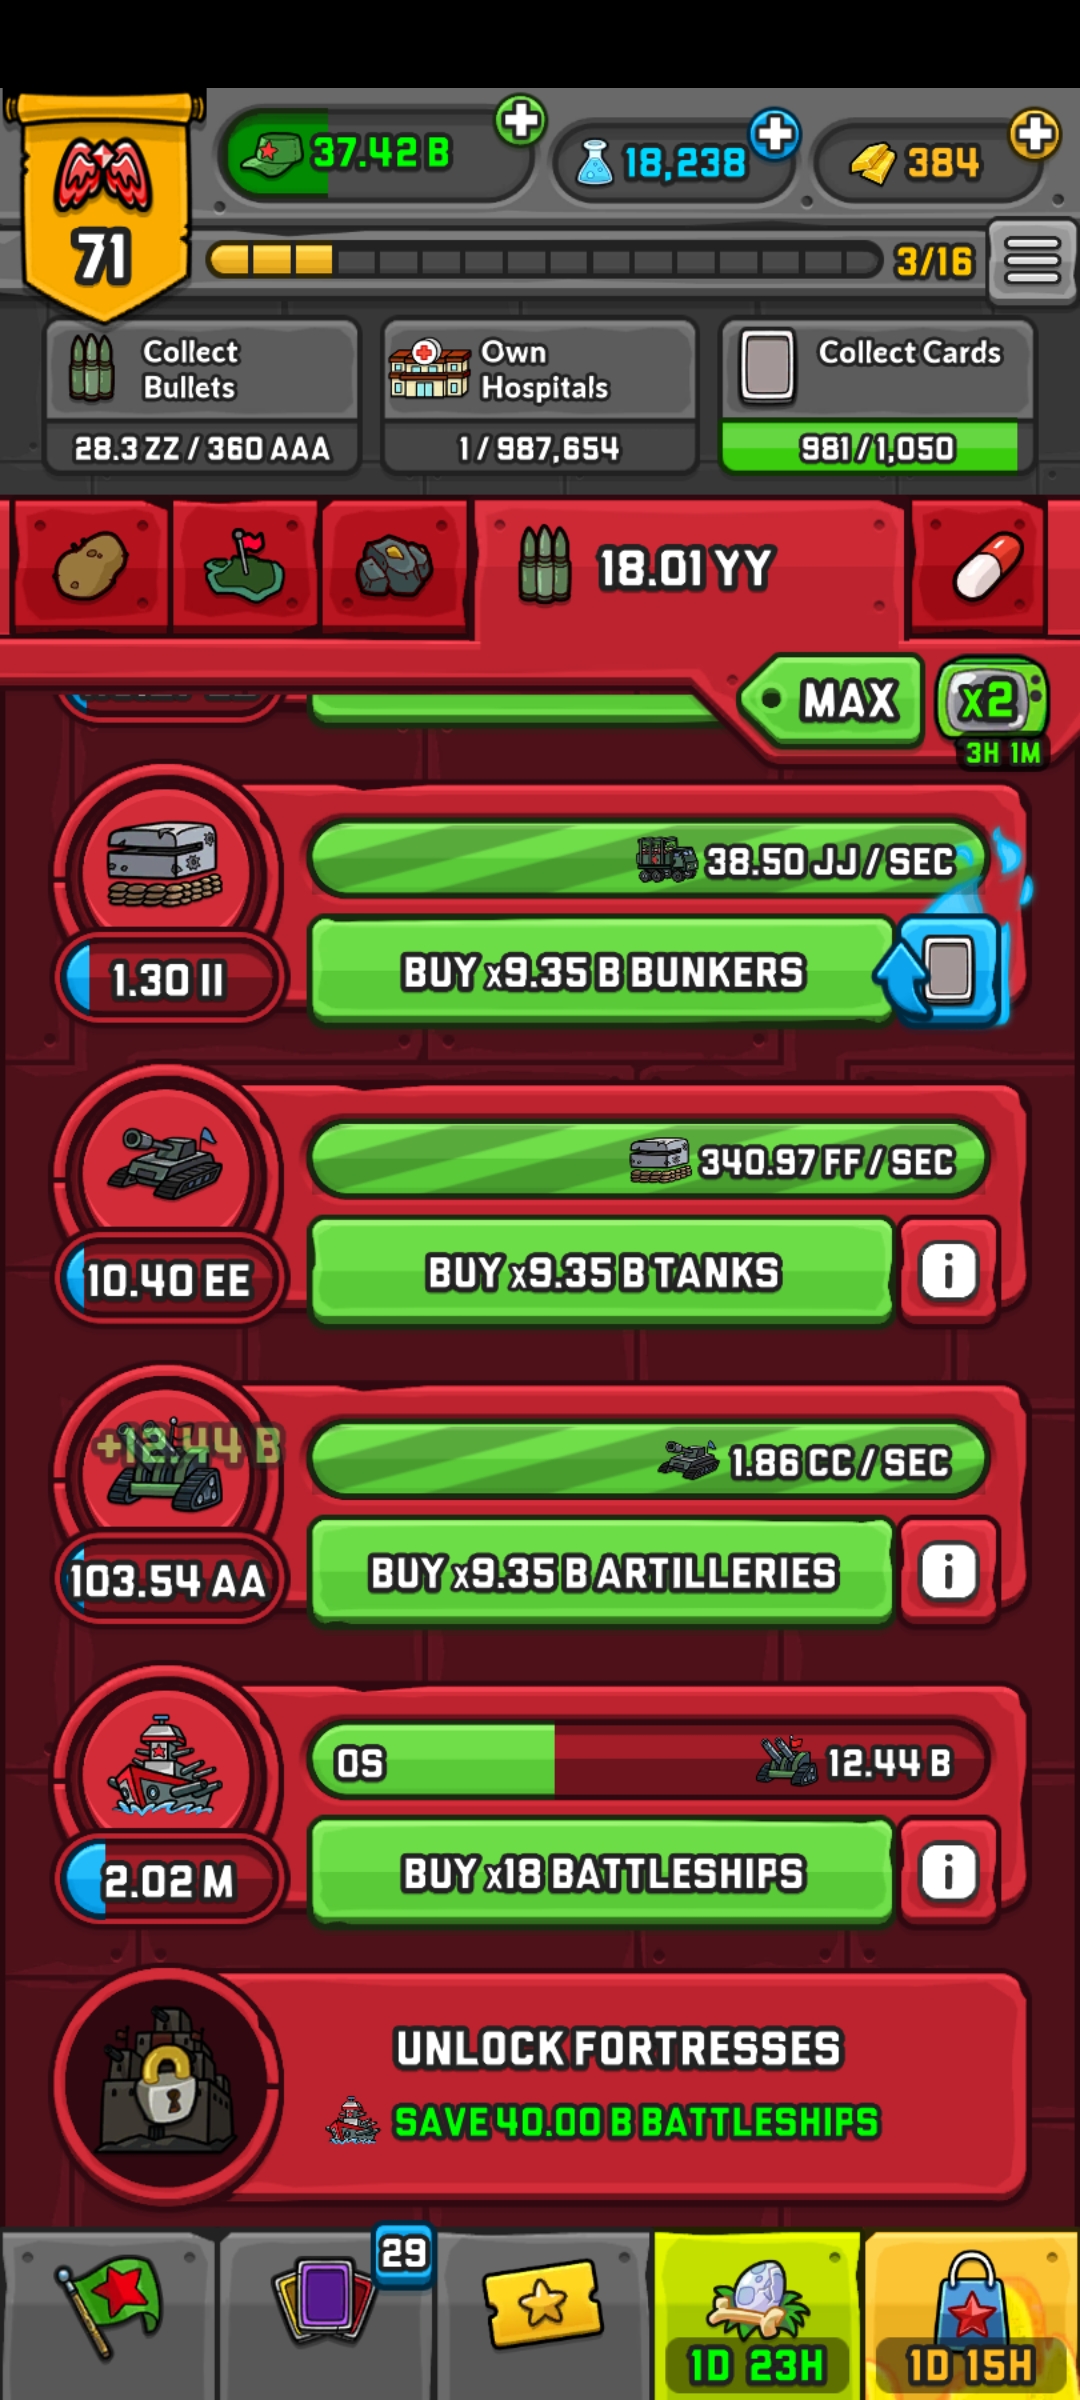 37.42 B
18,238
384
71
3/16
Collect
Bullets
28.3 ZZ / 360 AAA
Own
Hospitals
1 / 987,654
Collect Cards
981 / 1,050
18.01 YY
MAX
x2
3H 1M
38.50 JJ / SEC
1.30 II
BUY x9.35 B BUNKERS
340.97 FF / SEC
10.40 EE
BUY x9.35 B TANKS
i
+12.44 B
1.86 CC / SEC
103.54 AA
BUY x9.35 B ARTILLERIES
i
0S
12.44 B
2.02 M
BUY x18 BATTLESHIPS
i
UNLOCK FORTRESSES
SAVE 40.00 B BATTLESHIPS
29
1D 23H
1D 15H